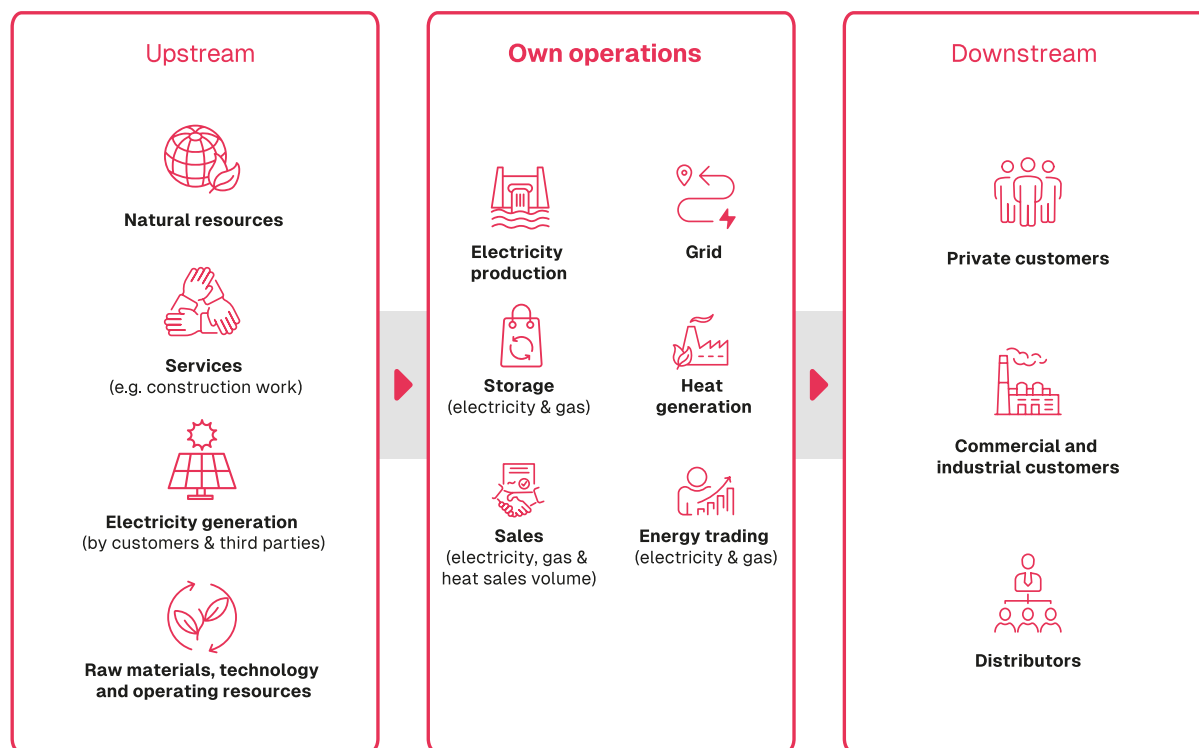 Upstream
Natural resources
Services
(e.g. construction work)
Electricity generation
(by customers & third parties)
Raw materials, technology
and operating resources
Own operations
Electricity
production
Grid
Storage
(electricity & gas)
Heat
generation
Sales
(electricity, gas &
heat sales volume)
Energy trading
(electricity & gas)
Downstream
Private customers
Commercial and
industrial customers
Distributors